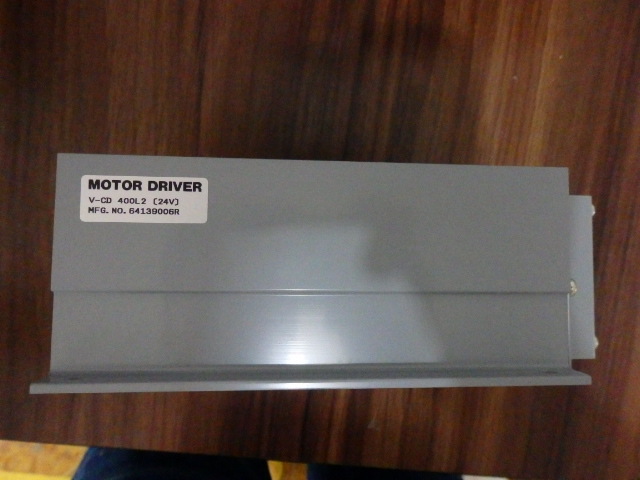 MOTOR DRIVER
V-CD 400L2 (24V)
MFG.NO.64139006R